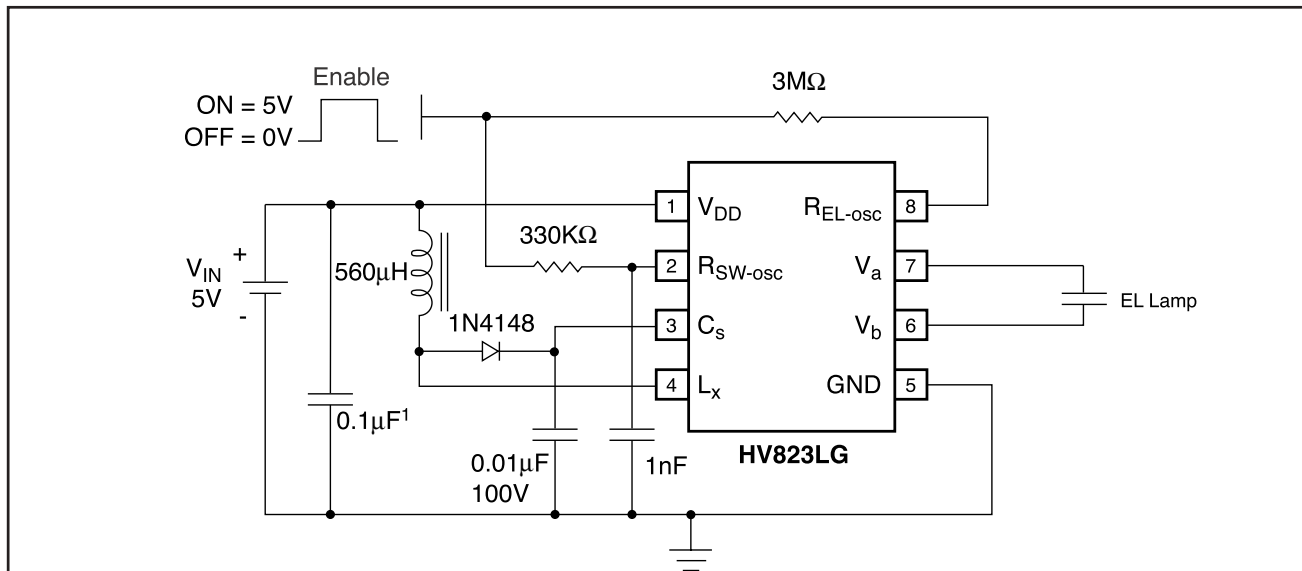 Enable
ON = 5V
OFF = 0V
3MΩ
1 V_DD
R_EL-osc 8
330KΩ
2 R_SW-osc
V_a 7
V_IN
5V
+
-
560μH
EL Lamp
1N4148
3 C_s
V_b 6
4 L_x
GND 5
0.1μF¹
HV823LG
0.01μF
100V
1nF